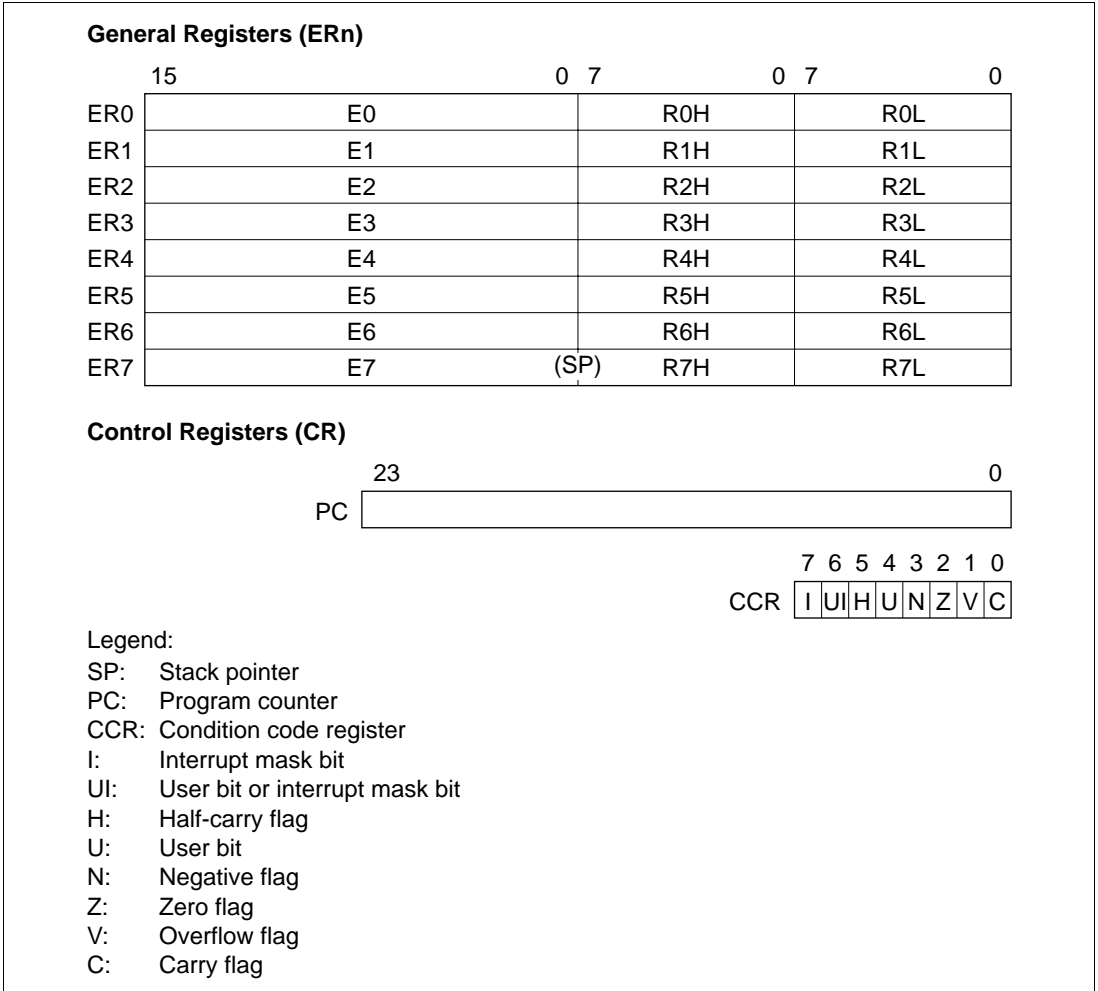 General Registers (ERn)
15 0 7 0 7 0
ER0 E0 R0H R0L
ER1 E1 R1H R1L
ER2 E2 R2H R2L
ER3 E3 R3H R3L
ER4 E4 R4H R4L
ER5 E5 R5H R5L
ER6 E6 R6H R6L
ER7 E7 (SP) R7H R7L
Control Registers (CR)
23 0
PC
7 6 5 4 3 2 1 0
CCR I UI H U N Z V C
Legend:
SP: Stack pointer
PC: Program counter
CCR: Condition code register
I: Interrupt mask bit
UI: User bit or interrupt mask bit
H: Half-carry flag
U: User bit
N: Negative flag
Z: Zero flag
V: Overflow flag
C: Carry flag